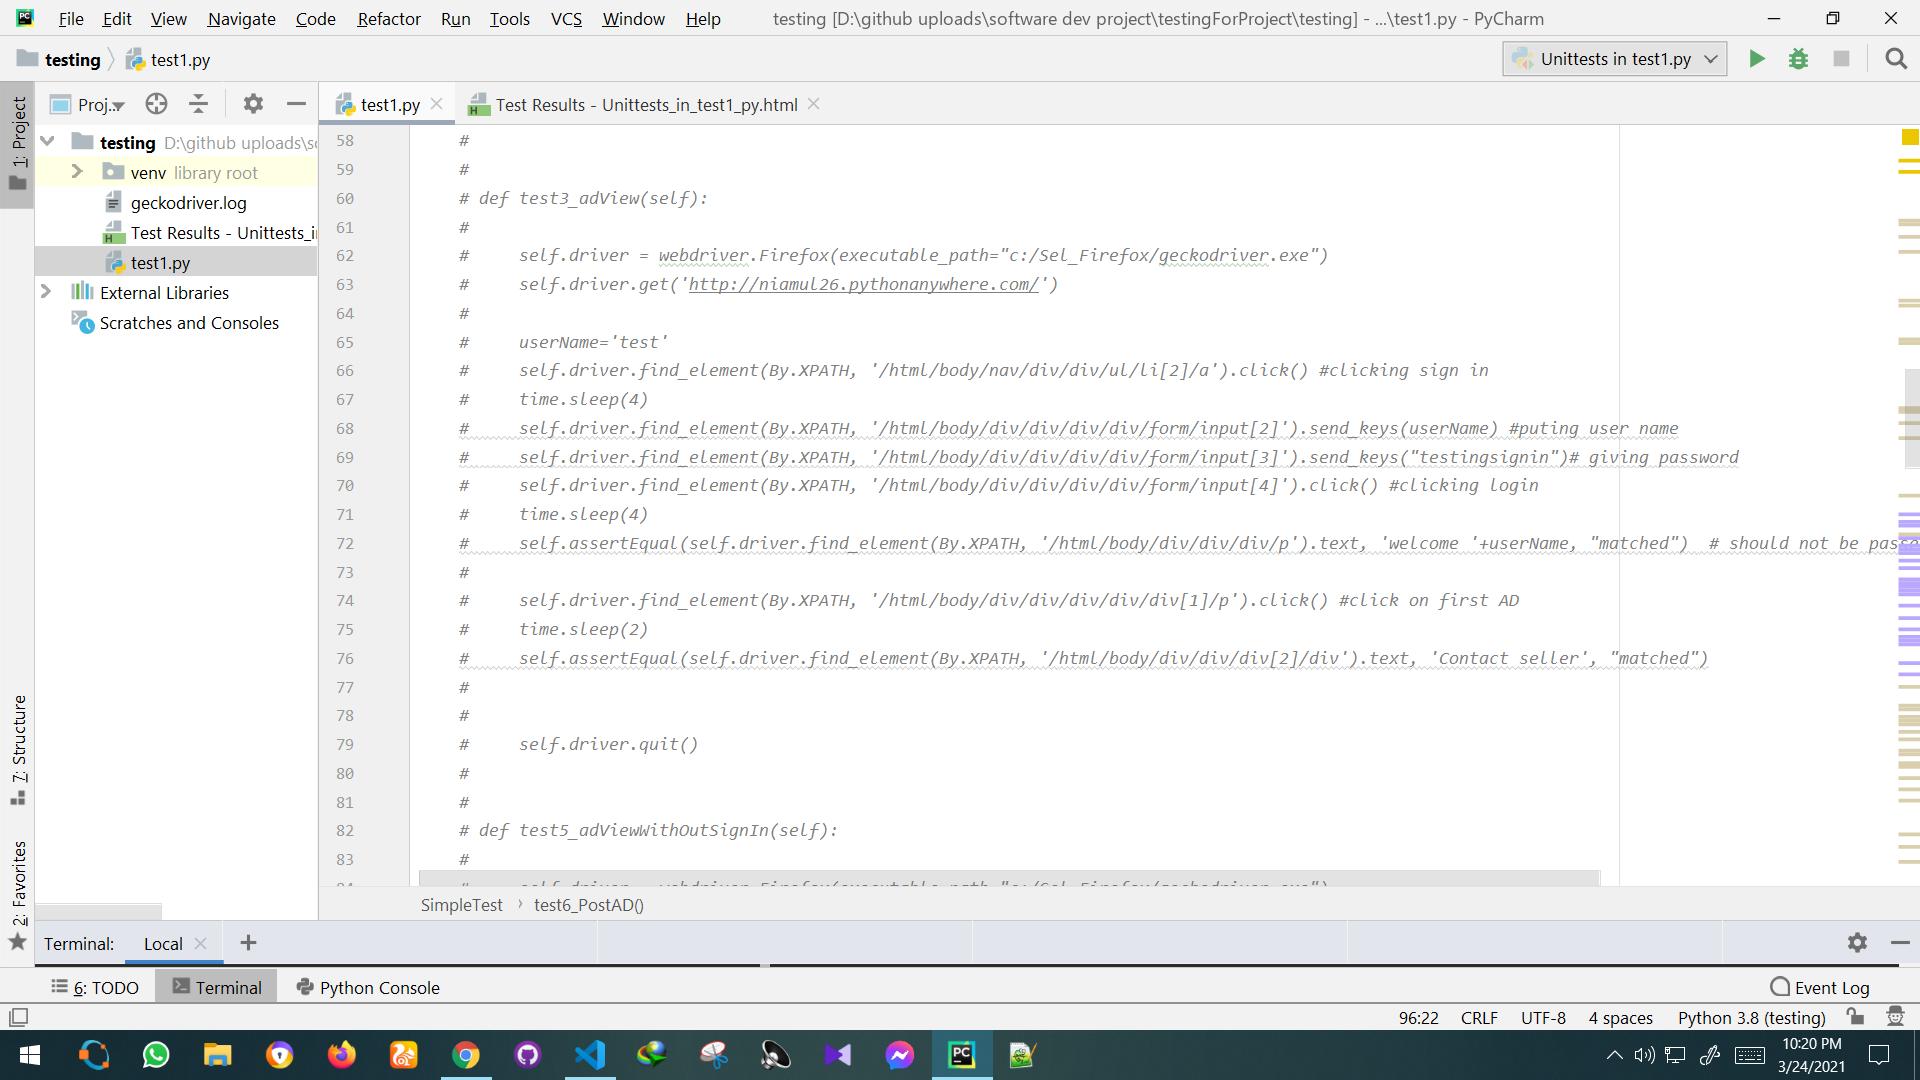 File Edit View Navigate Code Refactor Run Tools VCS Window Help testing [D:\github uploads\software dev project\testingForProject\testing] - ...\test1.py - PyCharm
testing test1.py Unittests in test1.py
1: Project
Proj..
test1.py Test Results - Unittests_in_test1_py.html
testing D:\github uploads\so
venv library root
geckodriver.log
Test Results - Unittests_i
test1.py
External Libraries
Scratches and Consoles
7: Structure
2: Favorites
58 #
59 #
60 # def test3_adView(self):
61 #
62 #     self.driver = webdriver.Firefox(executable_path="c:/Sel_Firefox/geckodriver.exe")
63 #     self.driver.get('http://niamul26.pythonanywhere.com/')
64 #
65 #     userName='test'
66 #     self.driver.find_element(By.XPATH, '/html/body/nav/div/div/ul/li[2]/a').click() #clicking sign in
67 #     time.sleep(4)
68 #     self.driver.find_element(By.XPATH, '/html/body/div/div/div/div/form/input[2]').send_keys(userName) #puting user name
69 #     self.driver.find_element(By.XPATH, '/html/body/div/div/div/div/form/input[3]').send_keys("testingsignin")# giving password
70 #     self.driver.find_element(By.XPATH, '/html/body/div/div/div/div/form/input[4]').click() #clicking login
71 #     time.sleep(4)
72 #     self.assertEqual(self.driver.find_element(By.XPATH, '/html/body/div/div/div/p').text, 'welcome '+userName, "matched")  # should not be passe
73 #
74 #     self.driver.find_element(By.XPATH, '/html/body/div/div/div/div/div[1]/p').click() #click on first AD
75 #     time.sleep(2)
76 #     self.assertEqual(self.driver.find_element(By.XPATH, '/html/body/div/div/div[2]/div').text, 'Contact seller', "matched")
77 #
78 #
79 #     self.driver.quit()
80 #
81 #
82 # def test5_adViewWithOutSignIn(self):
83 #
84 #     self.driver = webdriver.Firefox(executable_path="c:/Sel_Firefox/geckodriver.exe")
SimpleTest › test6_PostAD()
Terminal: Local
6: TODO Terminal Python Console Event Log
96:22 CRLF UTF-8 4 spaces Python 3.8 (testing)
10:20 PM
3/24/2021